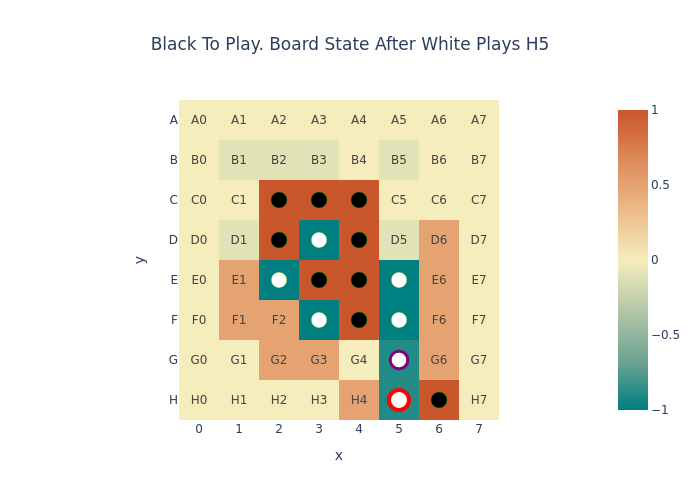 Black To Play. Board State After White Plays H5
A A0 A1 A2 A3 A4 A5 A6 A7
B B0 B1 B2 B3 B4 B5 B6 B7
C C0 C1 C5 C6 C7
D D0 D1 D5 D6 D7
E E0 E1 E6 E7
F F0 F1 F2 F6 F7
G G0 G1 G2 G3 G4 G6 G7
H H0 H1 H2 H3 H4 H7
0 1 2 3 4 5 6 7
x
y
1
0.5
0
−0.5
−1